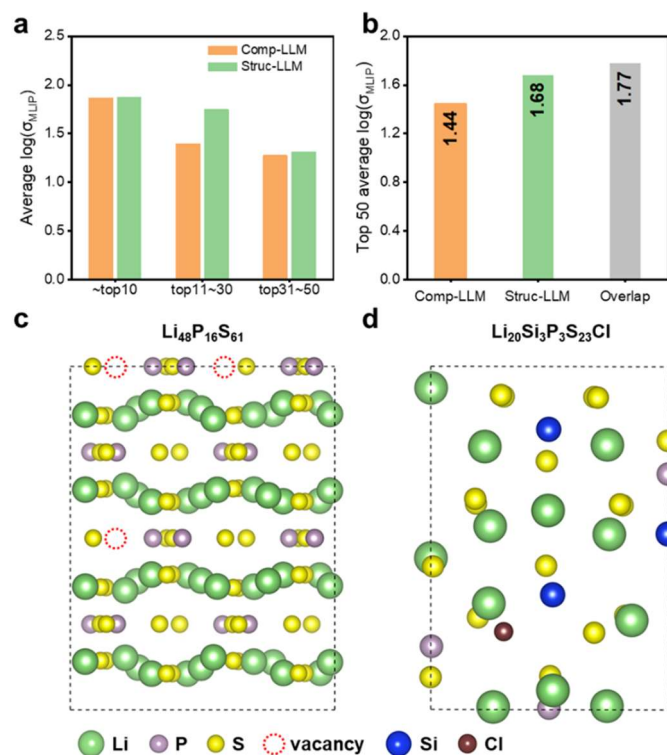 a
b
2.5
2.0
1.5
1.0
0.5
0.0
Average log(σMLIP)
Comp-LLM
Struc-LLM
~top10
top11~30
top31~50
2.0
1.6
1.2
0.8
0.4
0.0
Top 50 average log(σMLIP)
1.44
1.68
1.77
Comp-LLM
Struc-LLM
Overlap
c
Li₄₈P₁₆S₆₁
d
Li₂₀Si₃P₃S₂₃Cl
Li P S vacancy Si Cl